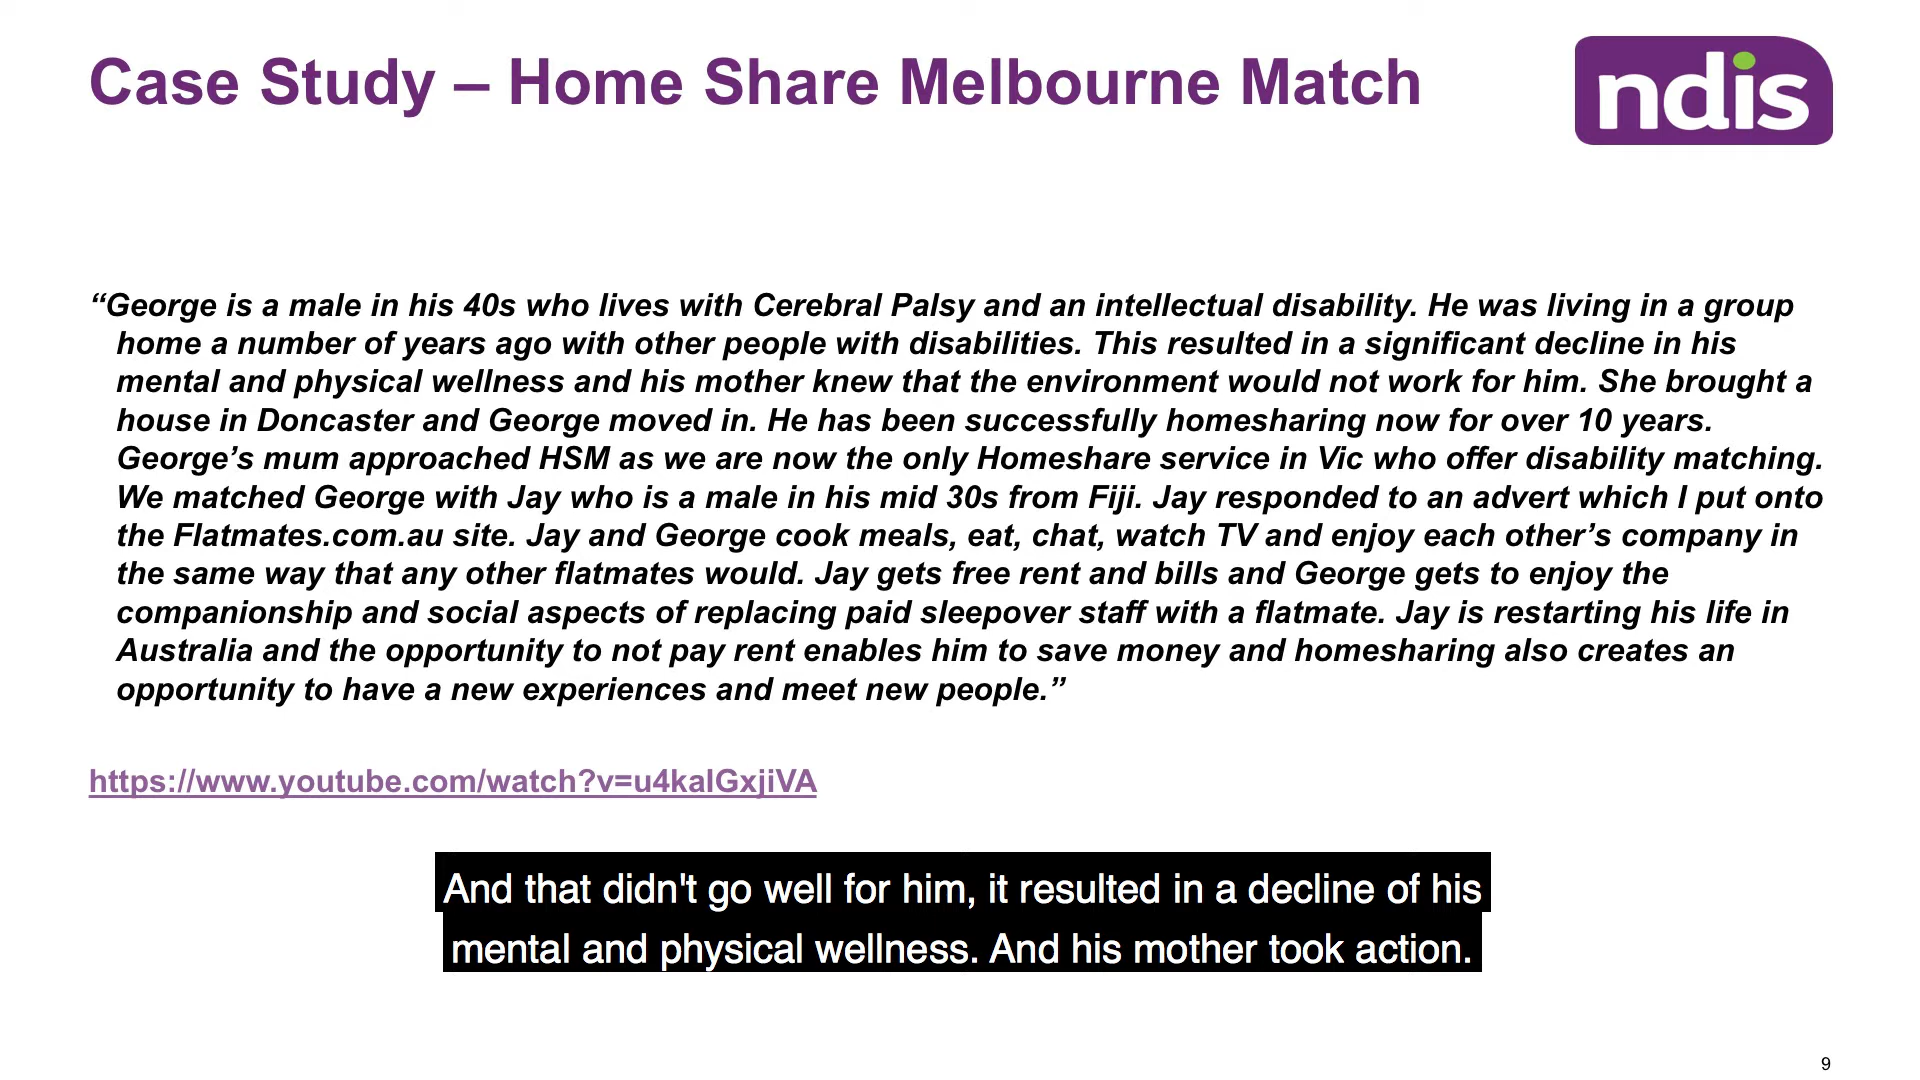 Case Study – Home Share Melbourne Match
ndis
“George is a male in his 40s who lives with Cerebral Palsy and an intellectual disability. He was living in a group
home a number of years ago with other people with disabilities. This resulted in a significant decline in his
mental and physical wellness and his mother knew that the environment would not work for him. She brought a
house in Doncaster and George moved in. He has been successfully homesharing now for over 10 years.
George’s mum approached HSM as we are now the only Homeshare service in Vic who offer disability matching.
We matched George with Jay who is a male in his mid 30s from Fiji. Jay responded to an advert which I put onto
the Flatmates.com.au site. Jay and George cook meals, eat, chat, watch TV and enjoy each other’s company in
the same way that any other flatmates would. Jay gets free rent and bills and George gets to enjoy the
companionship and social aspects of replacing paid sleepover staff with a flatmate. Jay is restarting his life in
Australia and the opportunity to not pay rent enables him to save money and homesharing also creates an
opportunity to have a new experiences and meet new people.”
https://www.youtube.com/watch?v=u4kalGxjiVA
And that didn't go well for him, it resulted in a decline of his
mental and physical wellness. And his mother took action.
9